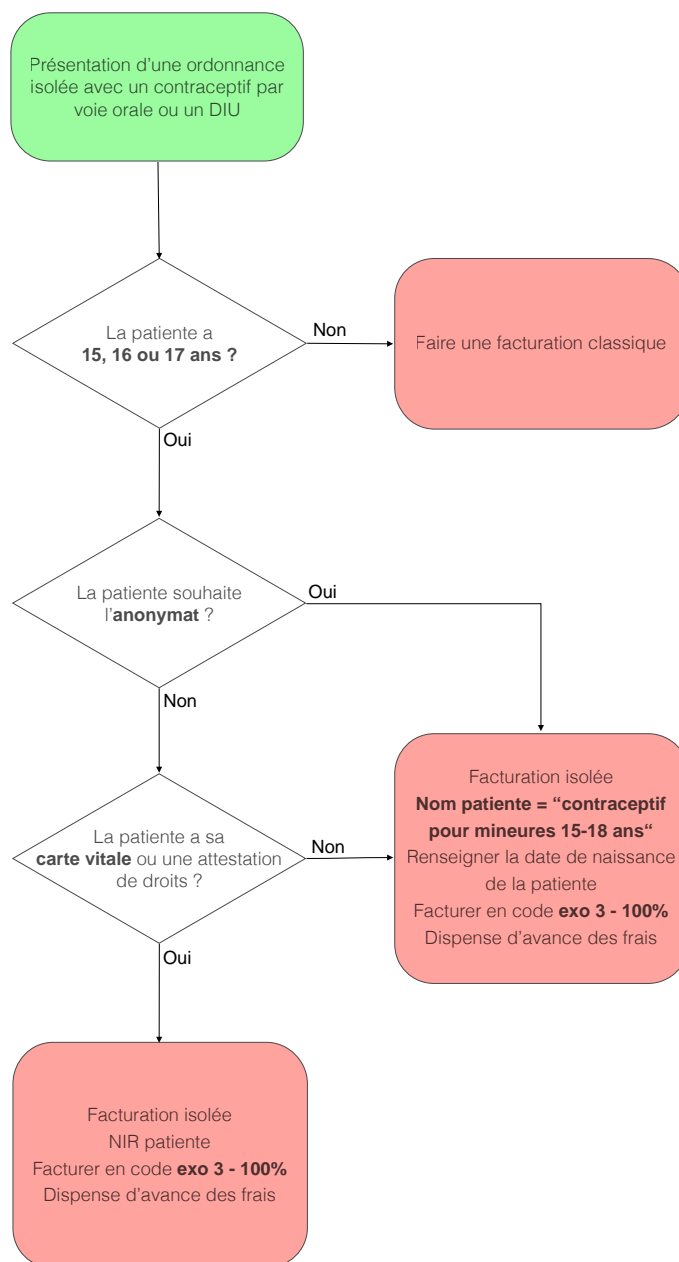 Présentation d'une ordonnance
isolée avec un contraceptif par
voie orale ou un DIU
La patiente a
15, 16 ou 17 ans ?
Non
Faire une facturation classique
Oui
La patiente souhaite
l'anonymat ?
Oui
Non
La patiente a sa
carte vitale ou une attestation
de droits ?
Non
Facturation isolée
Nom patiente = “contraceptif
pour mineures 15-18 ans“
Renseigner la date de naissance
de la patiente
Facturer en code exo 3 - 100%
Dispense d'avance des frais
Oui
Facturation isolée
NIR patiente
Facturer en code exo 3 - 100%
Dispense d'avance des frais